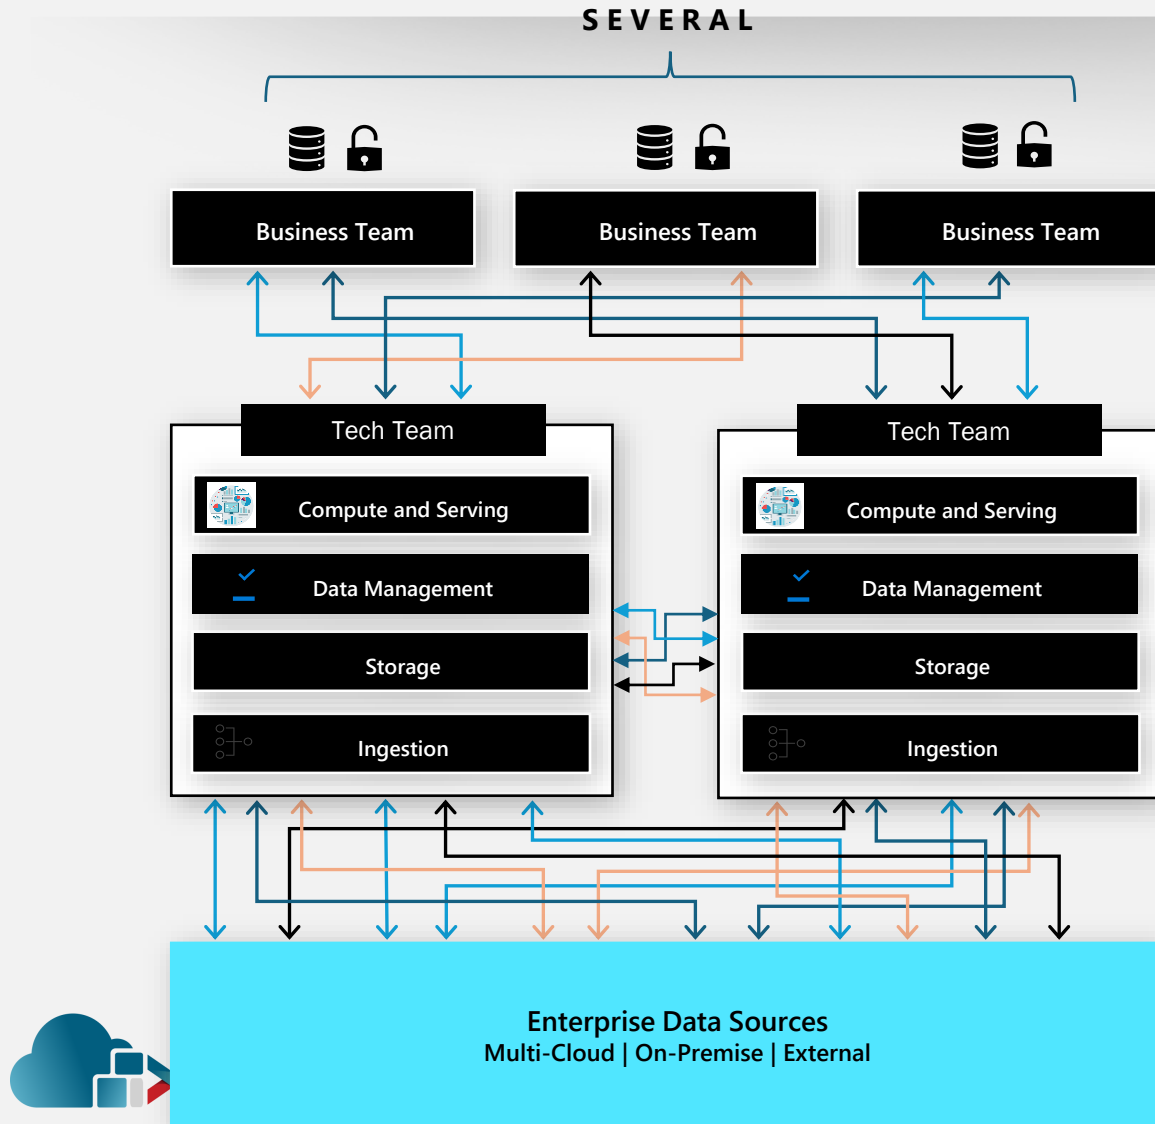 SEVERAL
Business Team
Business Team
Business Team
Tech Team
Compute and Serving
Data Management
Storage
Ingestion
Tech Team
Compute and Serving
Data Management
Storage
Ingestion
Enterprise Data Sources
Multi-Cloud | On-Premise | External